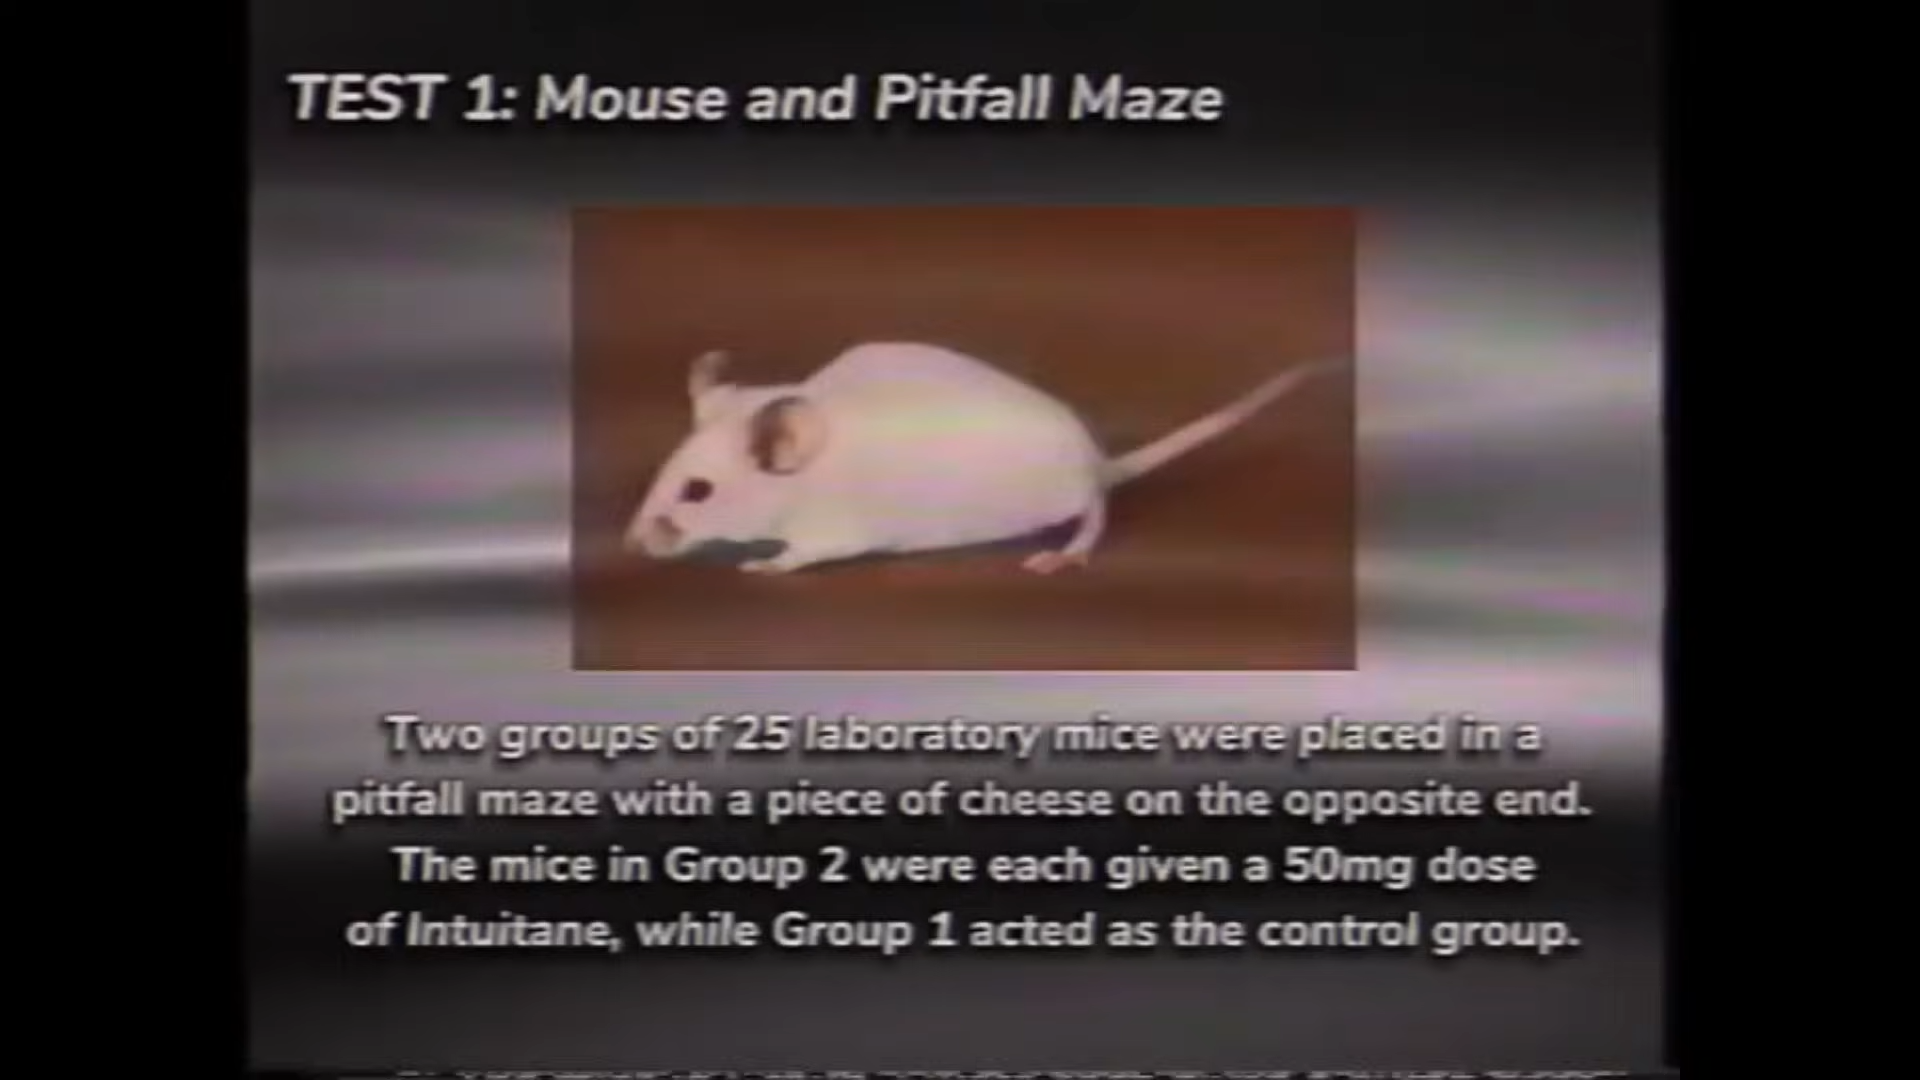 TEST 1: Mouse and Pitfall Maze
Two groups of 25 laboratory mice were placed in a
pitfall maze with a piece of cheese on the opposite end.
The mice in Group 2 were each given a 50mg dose
of Intuitane, while Group 1 acted as the control group.